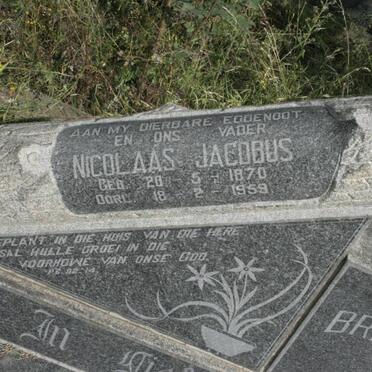 AAN MY DIERBARE EGGENOOT
EN ONS VADER
NICOLAAS JACOBUS
GEB. 20 - 5 - 1870
OORL. 18 - 2 - 1959
GEPLANT IN DIE HUIS VAN DIE HERE
SAL HULLE GROEI IN DIE
VOORHOWE VAN ONSE GOD.
PS. 92:14
In
BR